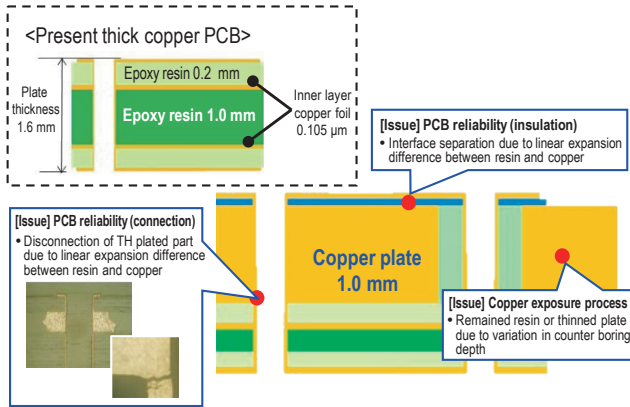 <Present thick copper PCB>
Epoxy resin 0.2 mm
Plate
thickness
1.6 mm
Epoxy resin 1.0 mm
Inner layer
copper foil
0.105 μm
[Issue] PCB reliability (insulation)
• Interface separation due to linear expansion
difference between resin and copper
[Issue] PCB reliability (connection)
• Disconnection of TH plated part
due to linear expansion difference
between resin and copper
Copper plate
1.0 mm
[Issue] Copper exposure process
• Remained resin or thinned plate
due to variation in counter boring
depth